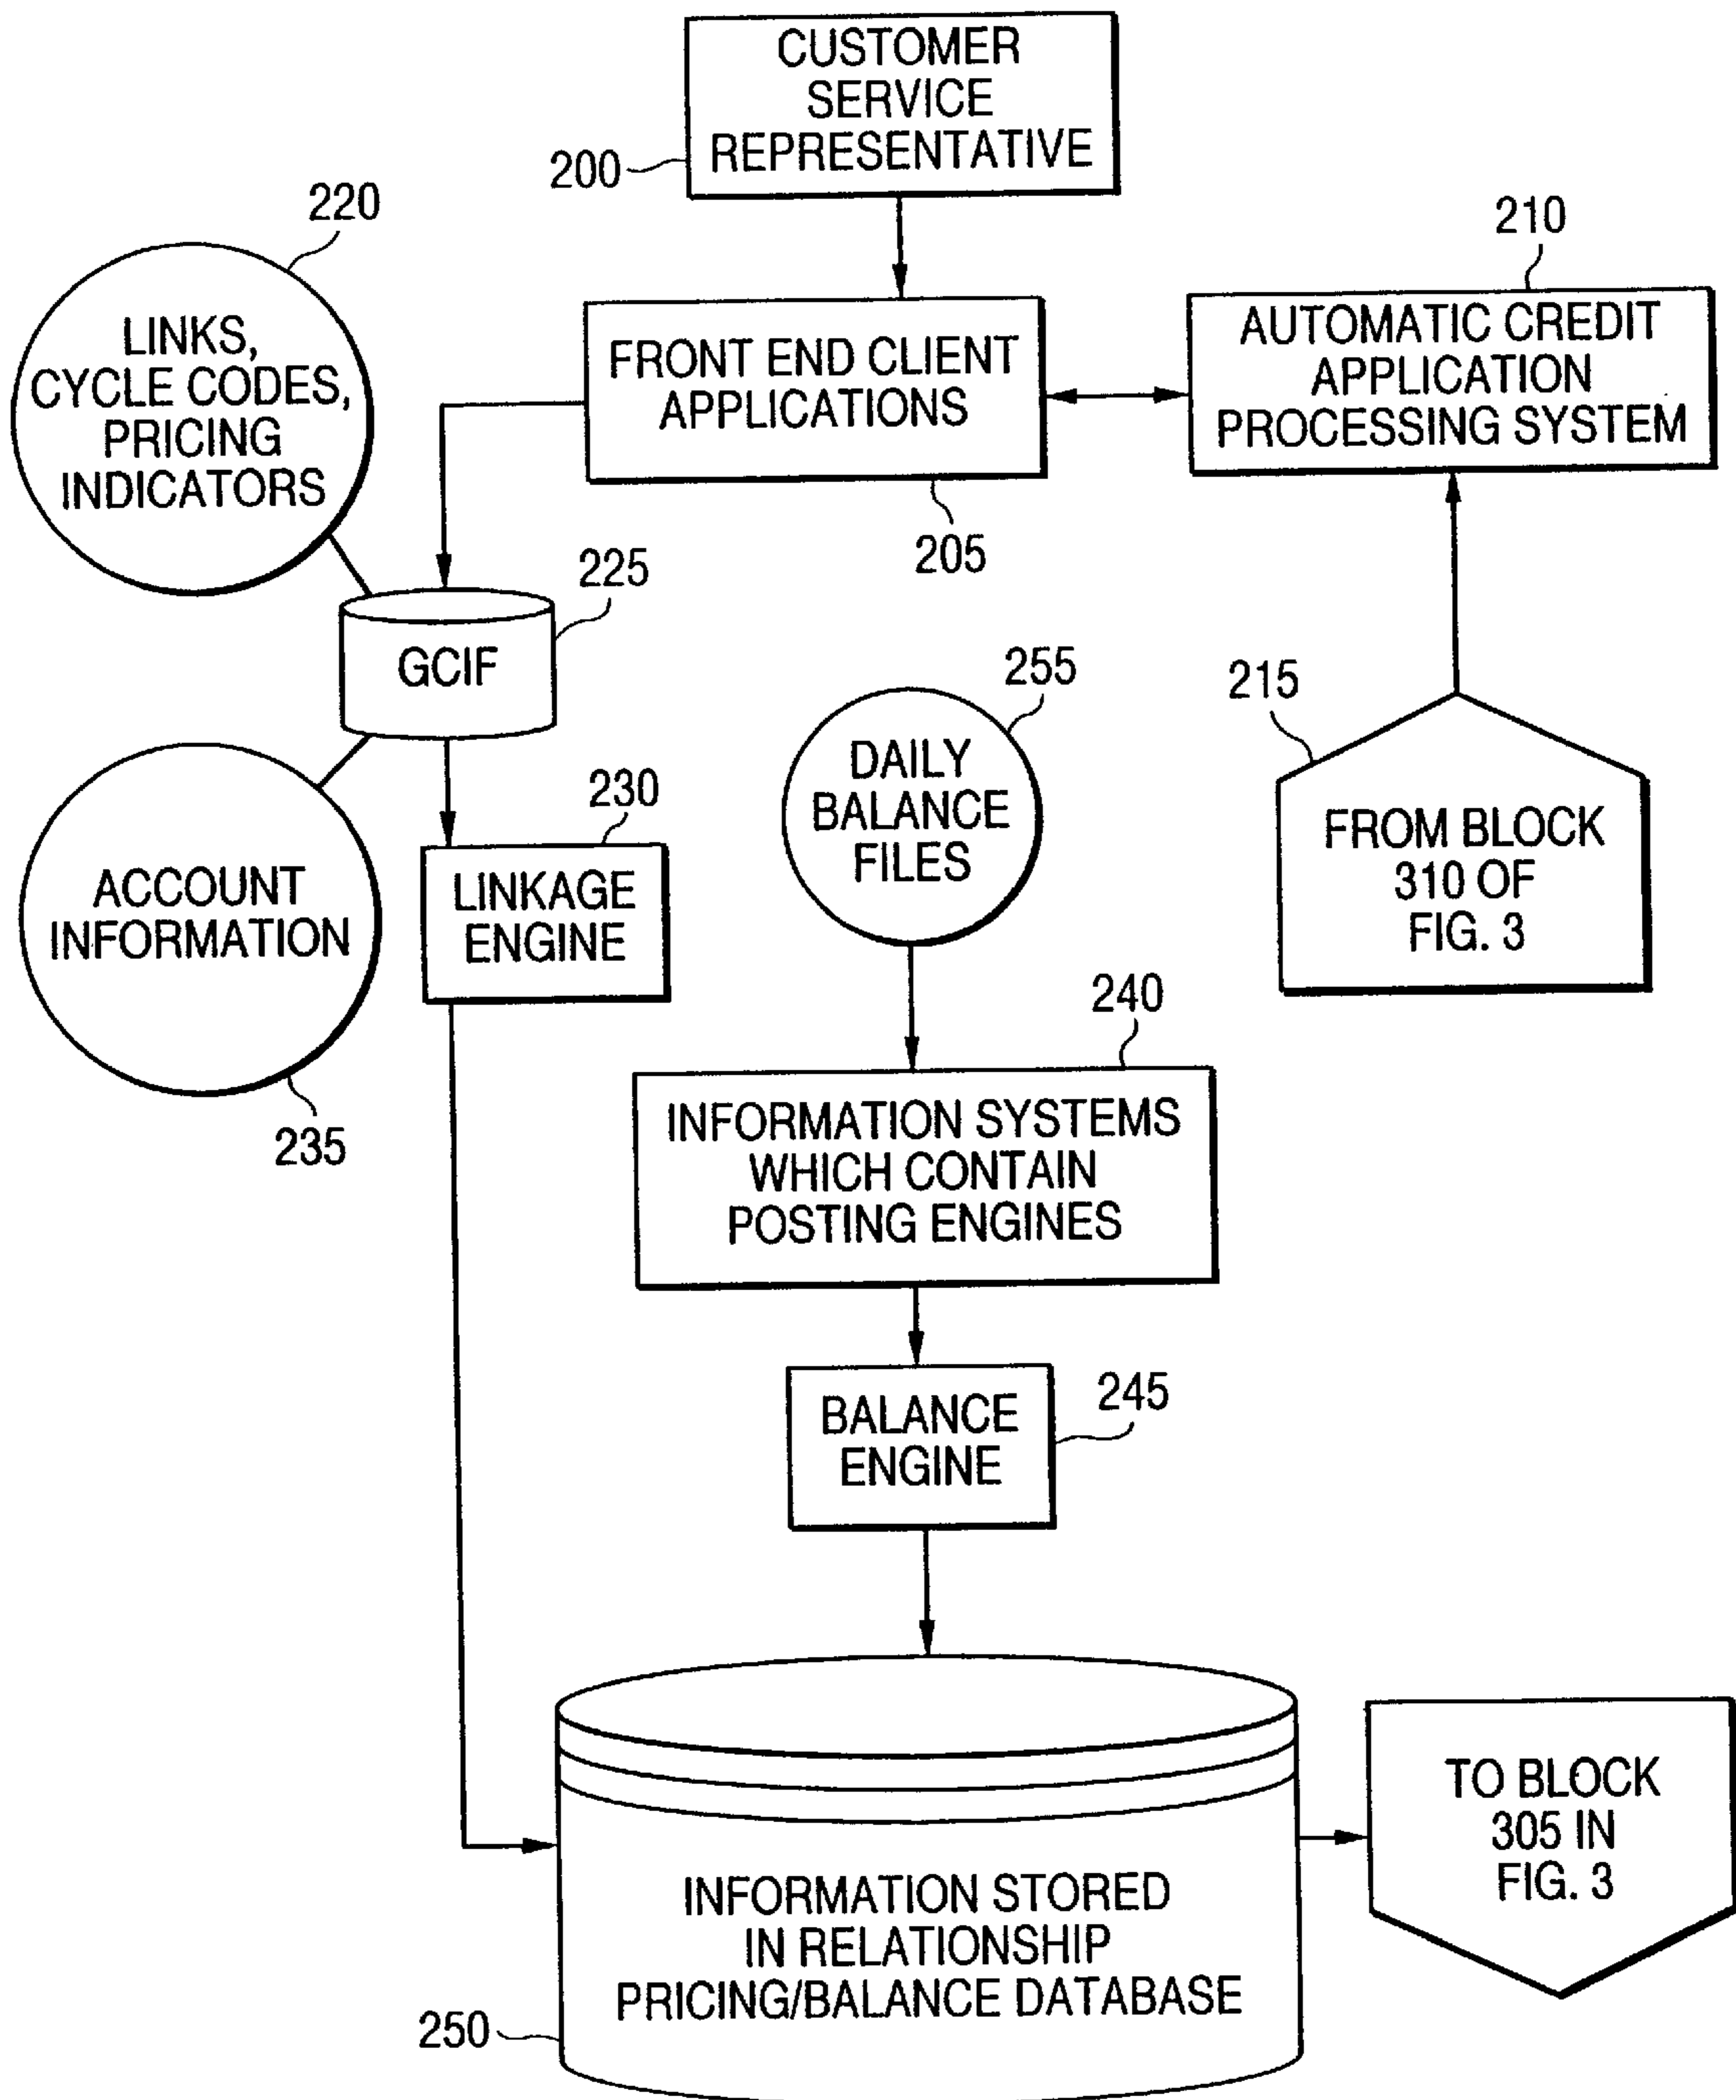 CUSTOMER
SERVICE
REPRESENTATIVE
200
220
210
LINKS,
CYCLE CODES,
PRICING
INDICATORS
FRONT END CLIENT
APPLICATIONS
AUTOMATIC CREDIT
APPLICATION
PROCESSING SYSTEM
205
225
GCIF
255
215
DAILY
BALANCE
FILES
230
FROM BLOCK
310 OF
FIG. 3
ACCOUNT
INFORMATION
LINKAGE
ENGINE
240
235
INFORMATION SYSTEMS
WHICH CONTAIN
POSTING ENGINES
245
BALANCE
ENGINE
TO BLOCK
305 IN
FIG. 3
INFORMATION STORED
IN RELATIONSHIP
PRICING/BALANCE DATABASE
250